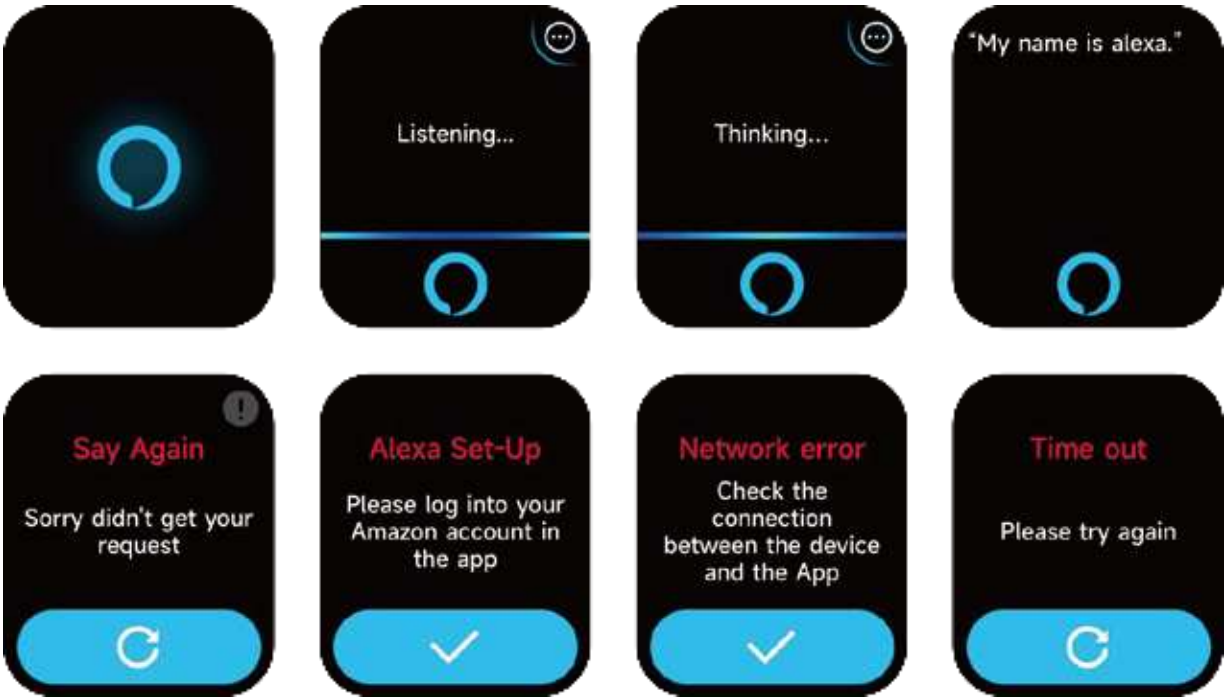 Listening...
Thinking...
“My name is alexa.”
Say Again
Sorry didn't get your
request
Alexa Set-Up
Please log into your
Amazon account in
the app
Network error
Check the
connection
between the device
and the App
Time out
Please try again